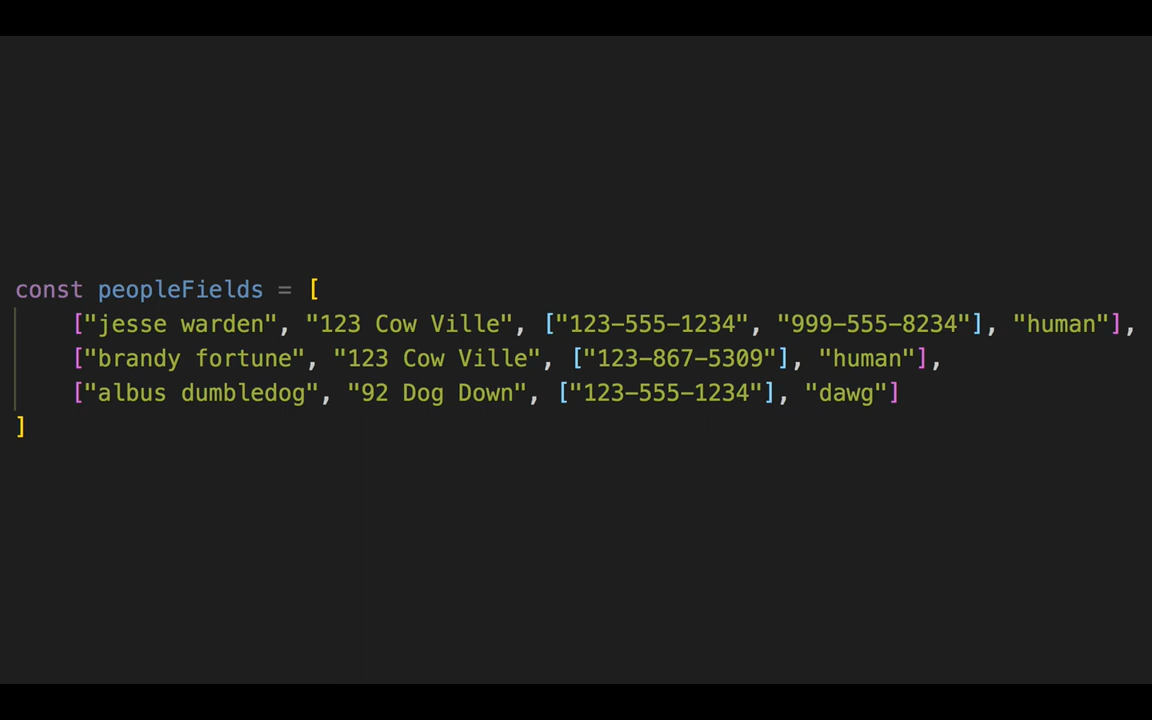 const peopleFields = [
    ["jesse warden", "123 Cow Ville", ["123-555-1234", "999-555-8234"], "human"],
    ["brandy fortune", "123 Cow Ville", ["123-867-5309"], "human"],
    ["albus dumbledog", "92 Dog Down", ["123-555-1234"], "dawg"]
]